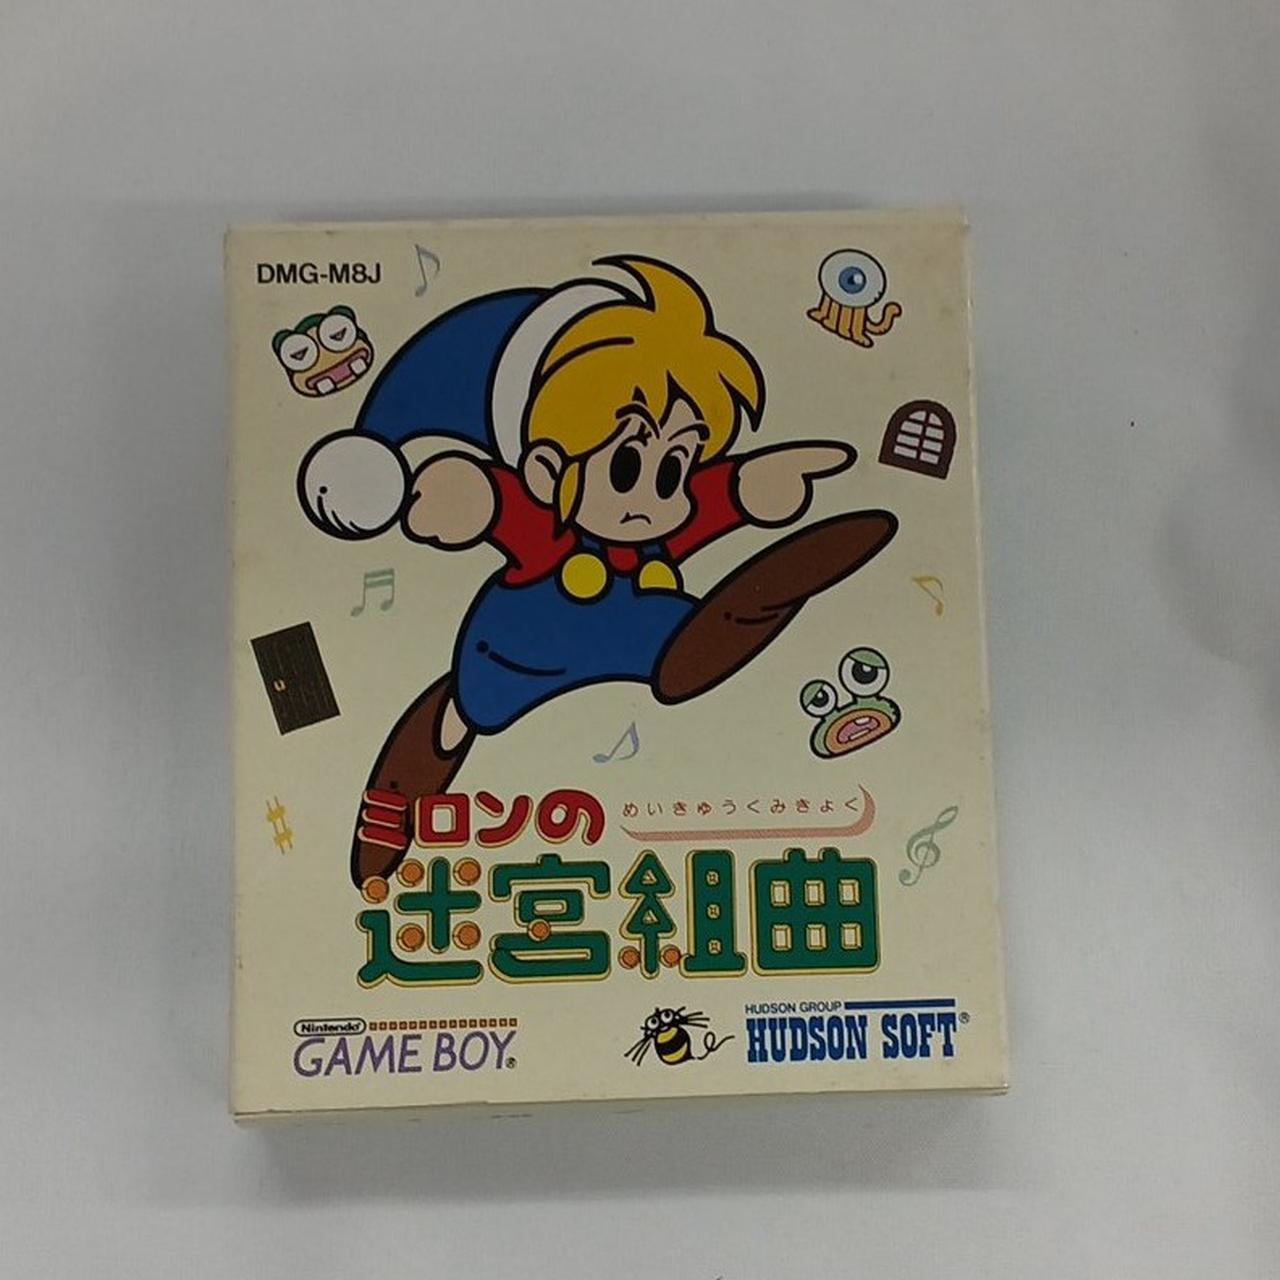 DMG-M8J
ミロンの
めいきゅうくみきょく
迷宮組曲
Nintendo
GAME BOY®
HUDSON GROUP
HUDSON SOFT®